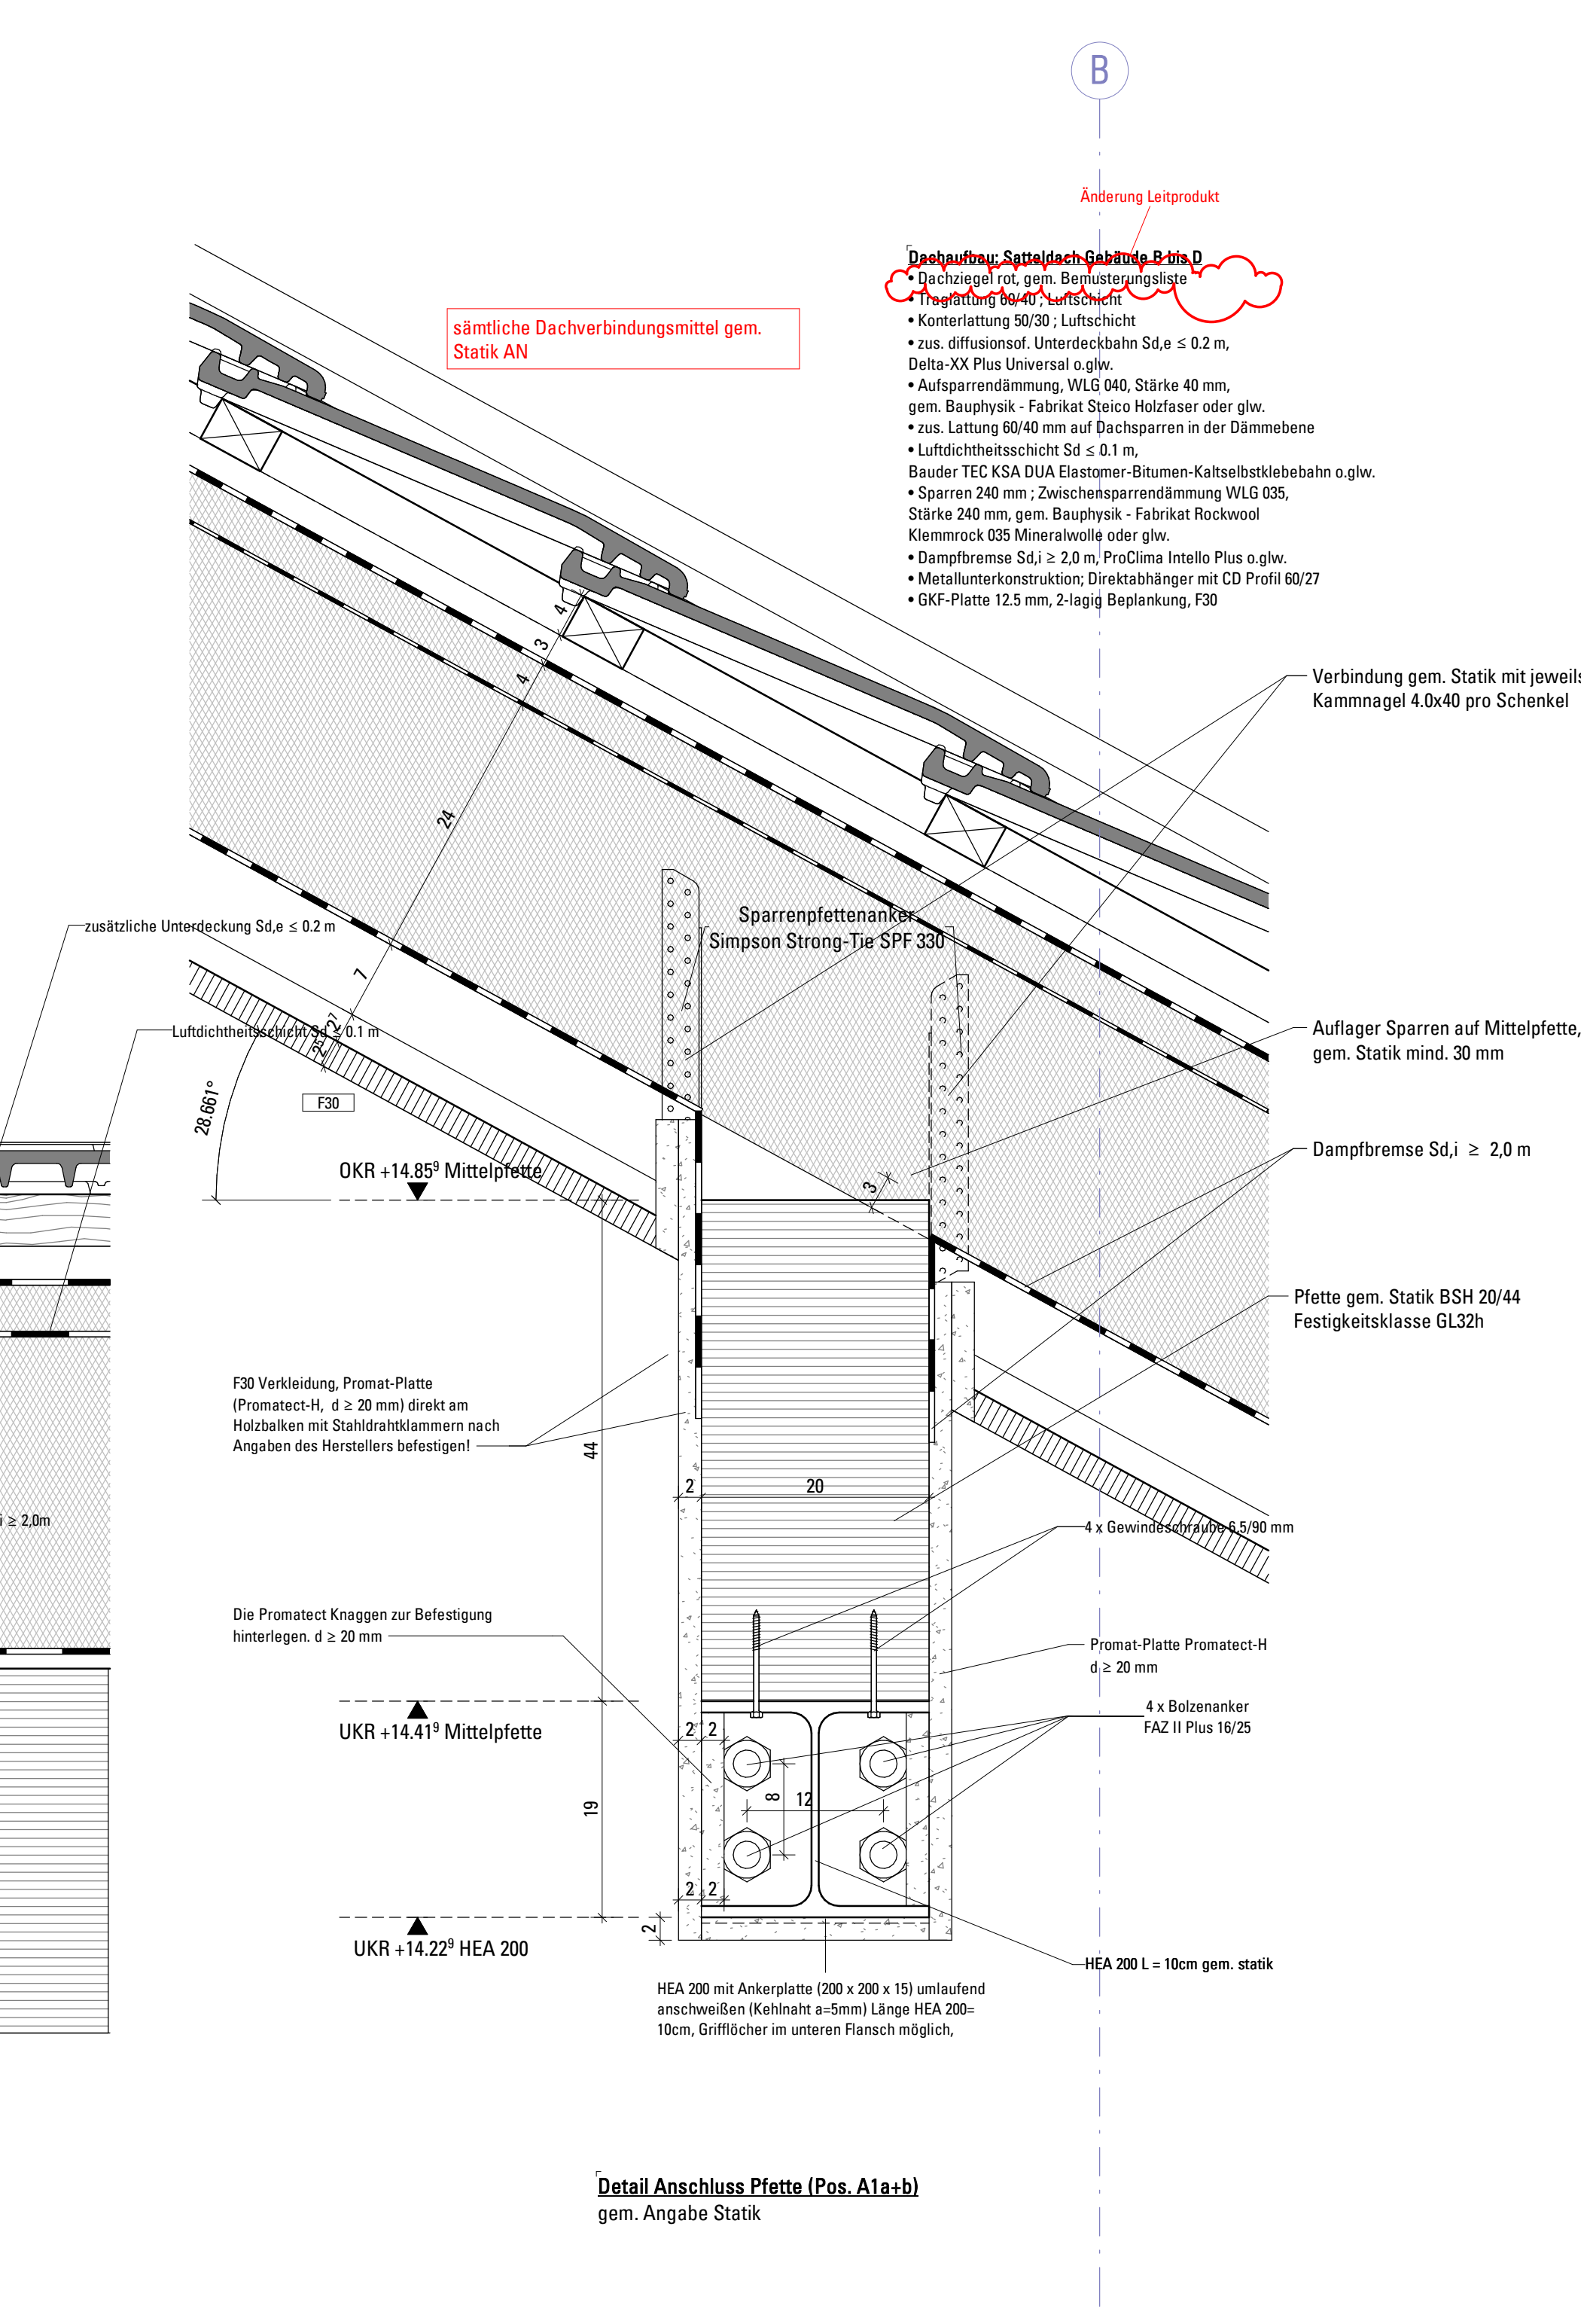 B
Änderung Leitprodukt
Dachaufbau: Satteldach Gebäude B bis D
• Dachziegel rot, gem. Bemusterungsliste
• Traglattung 60/40 ; Luftschicht
• Konterlattung 50/30 ; Luftschicht
• zus. diffusionsof. Unterdeckbahn Sd,e ≤ 0.2 m,
Delta-XX Plus Universal o.glw.
• Aufsparrendämmung, WLG 040, Stärke 40 mm,
gem. Bauphysik - Fabrikat Steico Holzfaser oder glw.
• zus. Lattung 60/40 mm auf Dachsparren in der Dämmebene
• Luftdichtheitsschicht Sd ≤ 0.1 m,
Bauder TEC KSA DUA Elastomer-Bitumen-Kaltselbstklebebahn o.glw.
• Sparren 240 mm ; Zwischensparrendämmung WLG 035,
Stärke 240 mm, gem. Bauphysik - Fabrikat Rockwool
Klemmrock 035 Mineralwolle oder glw.
• Dampfbremse Sd,i ≥ 2,0 m, ProClima Intello Plus o.glw.
• Metallunterkonstruktion; Direktabhänger mit CD Profil 60/27
• GKF-Platte 12.5 mm, 2-lagig Beplankung, F30
sämtliche Dachverbindungsmittel gem.
Statik AN
4
3
4
24
7
2⁷
2⁵
Verbindung gem. Statik mit jeweils
Kammnagel 4.0x40 pro Schenkel
Sparrenpfettenanker
Simpson Strong-Tie SPF 330
zusätzliche Unterdeckung Sd,e ≤ 0.2 m
Luftdichtheitsschicht Sd ≤ 0.1 m
28.661°
F30
Auflager Sparren auf Mittelpfette,
gem. Statik mind. 30 mm
Dampfbremse Sd,i ≥ 2,0 m
OKR +14.85⁹ Mittelpfette
3
Pfette gem. Statik BSH 20/44
Festigkeitsklasse GL32h
F30 Verkleidung, Promat-Platte
(Promatect-H, d ≥ 20 mm) direkt am
Holzbalken mit Stahldrahtklammern nach
Angaben des Herstellers befestigen!
44
2
20
i ≥ 2,0m
4 x Gewindeschraube 6.5/90 mm
Die Promatect Knaggen zur Befestigung
hinterlegen. d ≥ 20 mm
Promat-Platte Promatect-H
d ≥ 20 mm
4 x Bolzenanker
FAZ II Plus 16/25
UKR +14.41⁹ Mittelpfette
2
2
19
8
12
2
2
2
UKR +14.22⁹ HEA 200
HEA 200 L = 10cm gem. statik
HEA 200 mit Ankerplatte (200 x 200 x 15) umlaufend
anschweißen (Kehlnaht a=5mm) Länge HEA 200=
10cm, Grifflöcher im unteren Flansch möglich,
Detail Anschluss Pfette (Pos. A1a+b)
gem. Angabe Statik